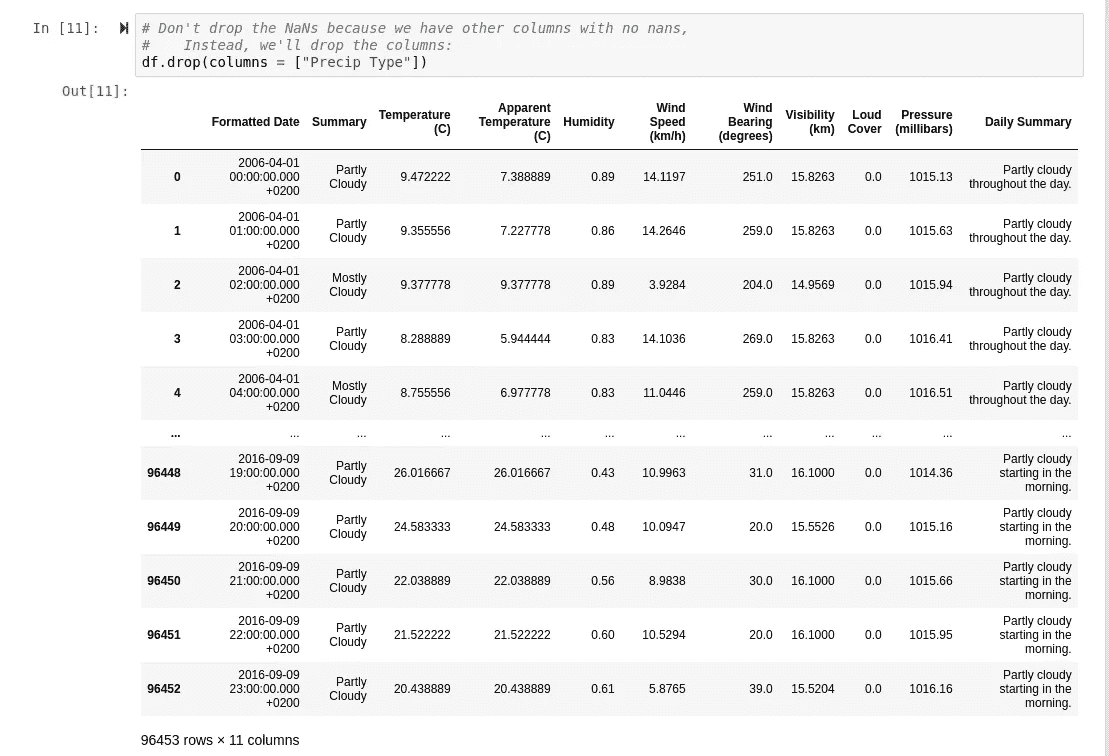 In [11]:
# Don't drop the NaNs because we have other columns with no nans,
#    Instead, we'll drop the columns:
df.drop(columns = ["Precip Type"])
Out[11]:
Formatted Date Summary Temperature (C) Apparent Temperature (C) Humidity Wind Speed (km/h) Wind Bearing (degrees) Visibility (km) Loud Cover Pressure (millibars) Daily Summary
0 2006-04-01 00:00:00.000 +0200 Partly Cloudy 9.472222 7.388889 0.89 14.1197 251.0 15.8263 0.0 1015.13 Partly cloudy throughout the day.
1 2006-04-01 01:00:00.000 +0200 Partly Cloudy 9.355556 7.227778 0.86 14.2646 259.0 15.8263 0.0 1015.63 Partly cloudy throughout the day.
2 2006-04-01 02:00:00.000 +0200 Mostly Cloudy 9.377778 9.377778 0.89 3.9284 204.0 14.9569 0.0 1015.94 Partly cloudy throughout the day.
3 2006-04-01 03:00:00.000 +0200 Partly Cloudy 8.288889 5.944444 0.83 14.1036 269.0 15.8263 0.0 1016.41 Partly cloudy throughout the day.
4 2006-04-01 04:00:00.000 +0200 Mostly Cloudy 8.755556 6.977778 0.83 11.0446 259.0 15.8263 0.0 1016.51 Partly cloudy throughout the day.
... ... ... ... ... ... ... ... ... ... ... ...
96448 2016-09-09 19:00:00.000 +0200 Partly Cloudy 26.016667 26.016667 0.43 10.9963 31.0 16.1000 0.0 1014.36 Partly cloudy starting in the morning.
96449 2016-09-09 20:00:00.000 +0200 Partly Cloudy 24.583333 24.583333 0.48 10.0947 20.0 15.5526 0.0 1015.16 Partly cloudy starting in the morning.
96450 2016-09-09 21:00:00.000 +0200 Partly Cloudy 22.038889 22.038889 0.56 8.9838 30.0 16.1000 0.0 1015.66 Partly cloudy starting in the morning.
96451 2016-09-09 22:00:00.000 +0200 Partly Cloudy 21.522222 21.522222 0.60 10.5294 20.0 16.1000 0.0 1015.95 Partly cloudy starting in the morning.
96452 2016-09-09 23:00:00.000 +0200 Partly Cloudy 20.438889 20.438889 0.61 5.8765 39.0 15.5204 0.0 1016.16 Partly cloudy starting in the morning.
96453 rows × 11 columns